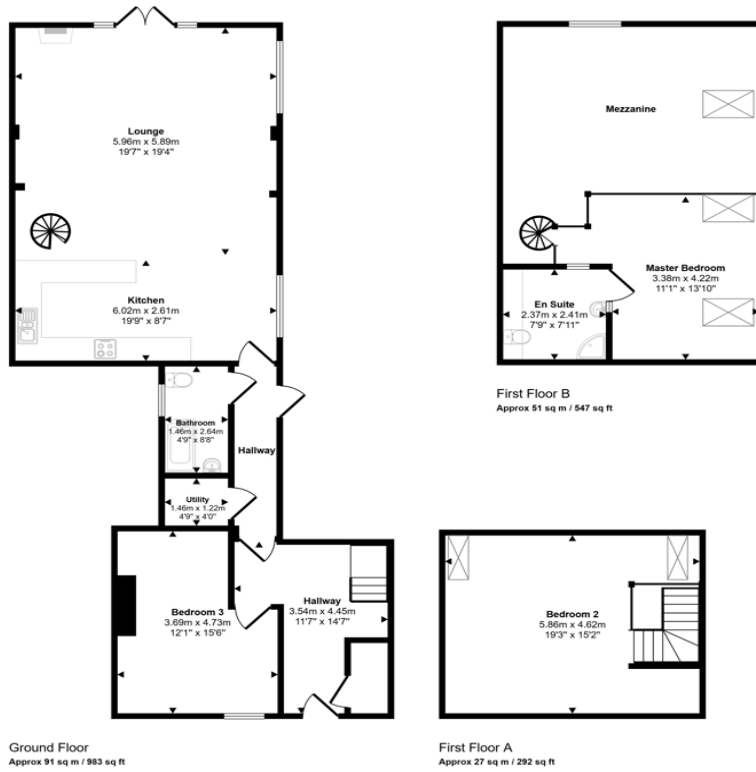 Lounge
5.96m x 5.89m
19'7" x 19'4"
Kitchen
6.02m x 2.61m
19'9" x 8'7"
Bathroom
1.46m x 2.64m
4'9" x 8'8"
Hallway
Utility
1.46m x 1.22m
4'9" x 4'0"
Bedroom 3
3.69m x 4.73m
12'1" x 15'6"
Hallway
3.54m x 4.45m
11'7" x 14'7"
Ground Floor
Approx 91 sq m / 983 sq ft
Mezzanine
Master Bedroom
3.38m x 4.22m
11'1" x 13'10"
En Suite
2.37m x 2.41m
7'9" x 7'11"
First Floor B
Approx 51 sq m / 547 sq ft
Bedroom 2
5.86m x 4.62m
19'3" x 15'2"
First Floor A
Approx 27 sq m / 292 sq ft